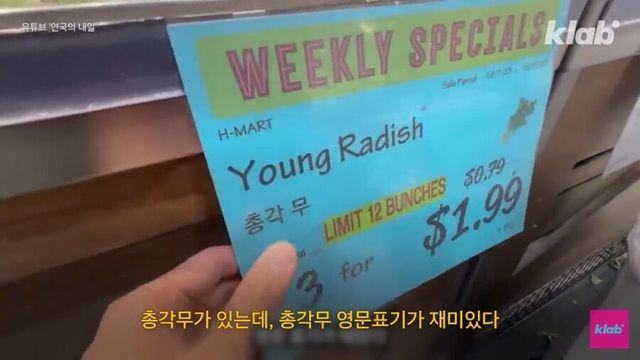 유튜브 '연국의 내일'
klab
WEEKLY SPECIALS
Sale Period
H-MART
Young Radish
총각 무
LIMIT 12 BUNCHES
$0.79
3 for $1.99
총각무가 있는데, 총각무 영문표기가 재미있다
klab